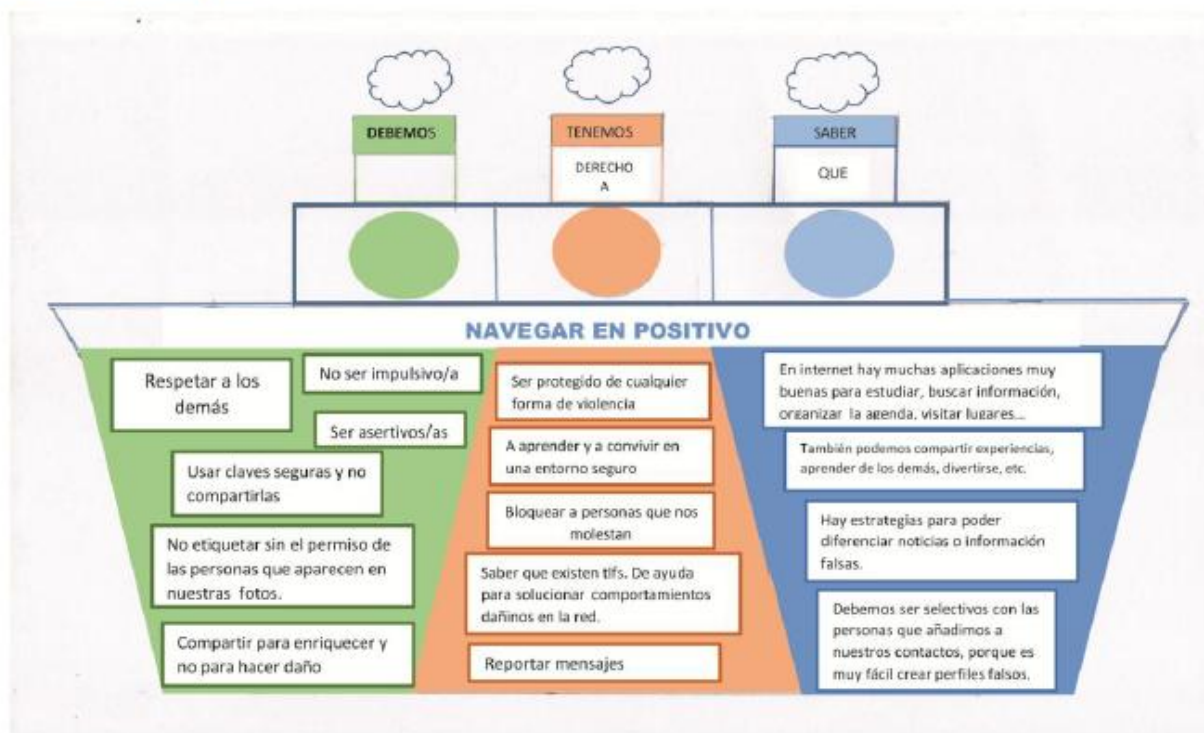 DEBEMOS
TENEMOS
DERECHO
A
SABER
QUE
NAVEGAR EN POSITIVO
Respetar a los
demás
No ser impulsivo/a
Ser asertivos/as
Usar claves seguras y no
compartirlas
No etiquetar sin el permiso de
las personas que aparecen en
nuestras fotos.
Compartir para enriquecer y
no para hacer daño
Ser protegido de cualquier
forma de violencia
A aprender y a convivir en
una entorno seguro
Bloquear a personas que nos
molestan
Saber que existen tlfs. De ayuda
para solucionar comportamientos
dañinos en la red.
Reportar mensajes
En internet hay muchas aplicaciones muy
buenas para estudiar, buscar información,
organizar la agenda, visitar lugares...
También podemos compartir experiencias,
aprender de los demás, divertirse, etc.
Hay estrategias para poder
diferenciar noticias o información
falsas.
Debemos ser selectivos con las
personas que añadimos a
nuestros contactos, porque es
muy fácil crear perfiles falsos.